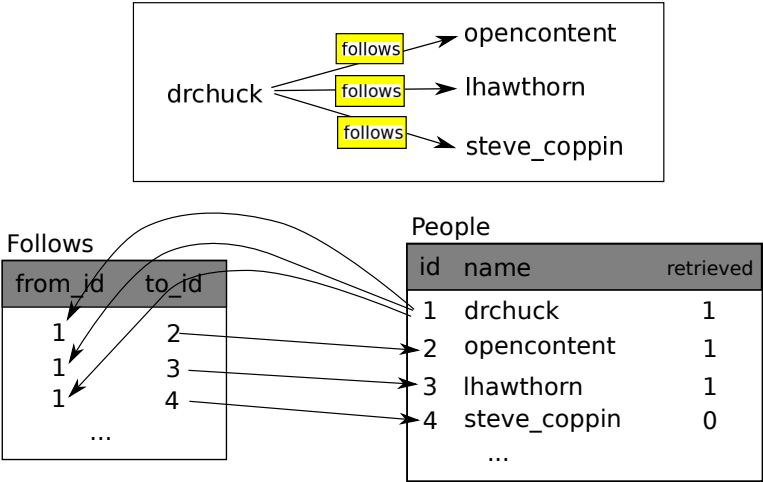 follows
opencontent
drchuck
follows
lhawthorn
follows
steve_coppin
Follows
from_id to_id
1 2
1 3
1 4
...
People
id name retrieved
1 drchuck 1
2 opencontent 1
3 lhawthorn 1
4 steve_coppin 0
...